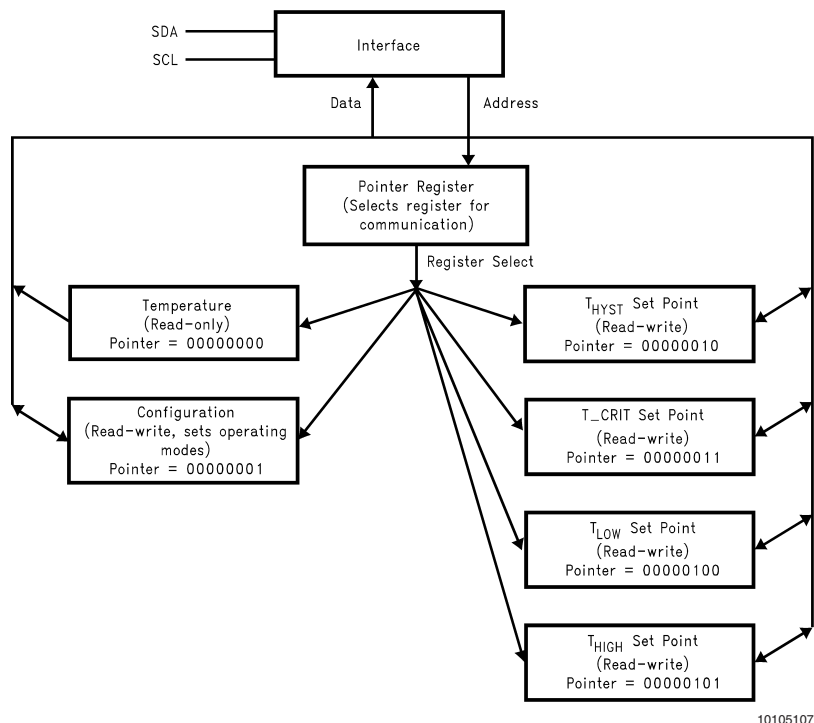 SDA
SCL
Interface
Data
Address
Pointer Register
(Selects register for
communication)
Register Select
Temperature
(Read-only)
Pointer = 00000000
Configuration
(Read-write, sets operating
modes)
Pointer = 00000001
THYST Set Point
(Read-write)
Pointer = 00000010
T_CRIT Set Point
(Read-write)
Pointer = 00000011
TLOW Set Point
(Read-write)
Pointer = 00000100
THIGH Set Point
(Read-write)
Pointer = 00000101
10105107